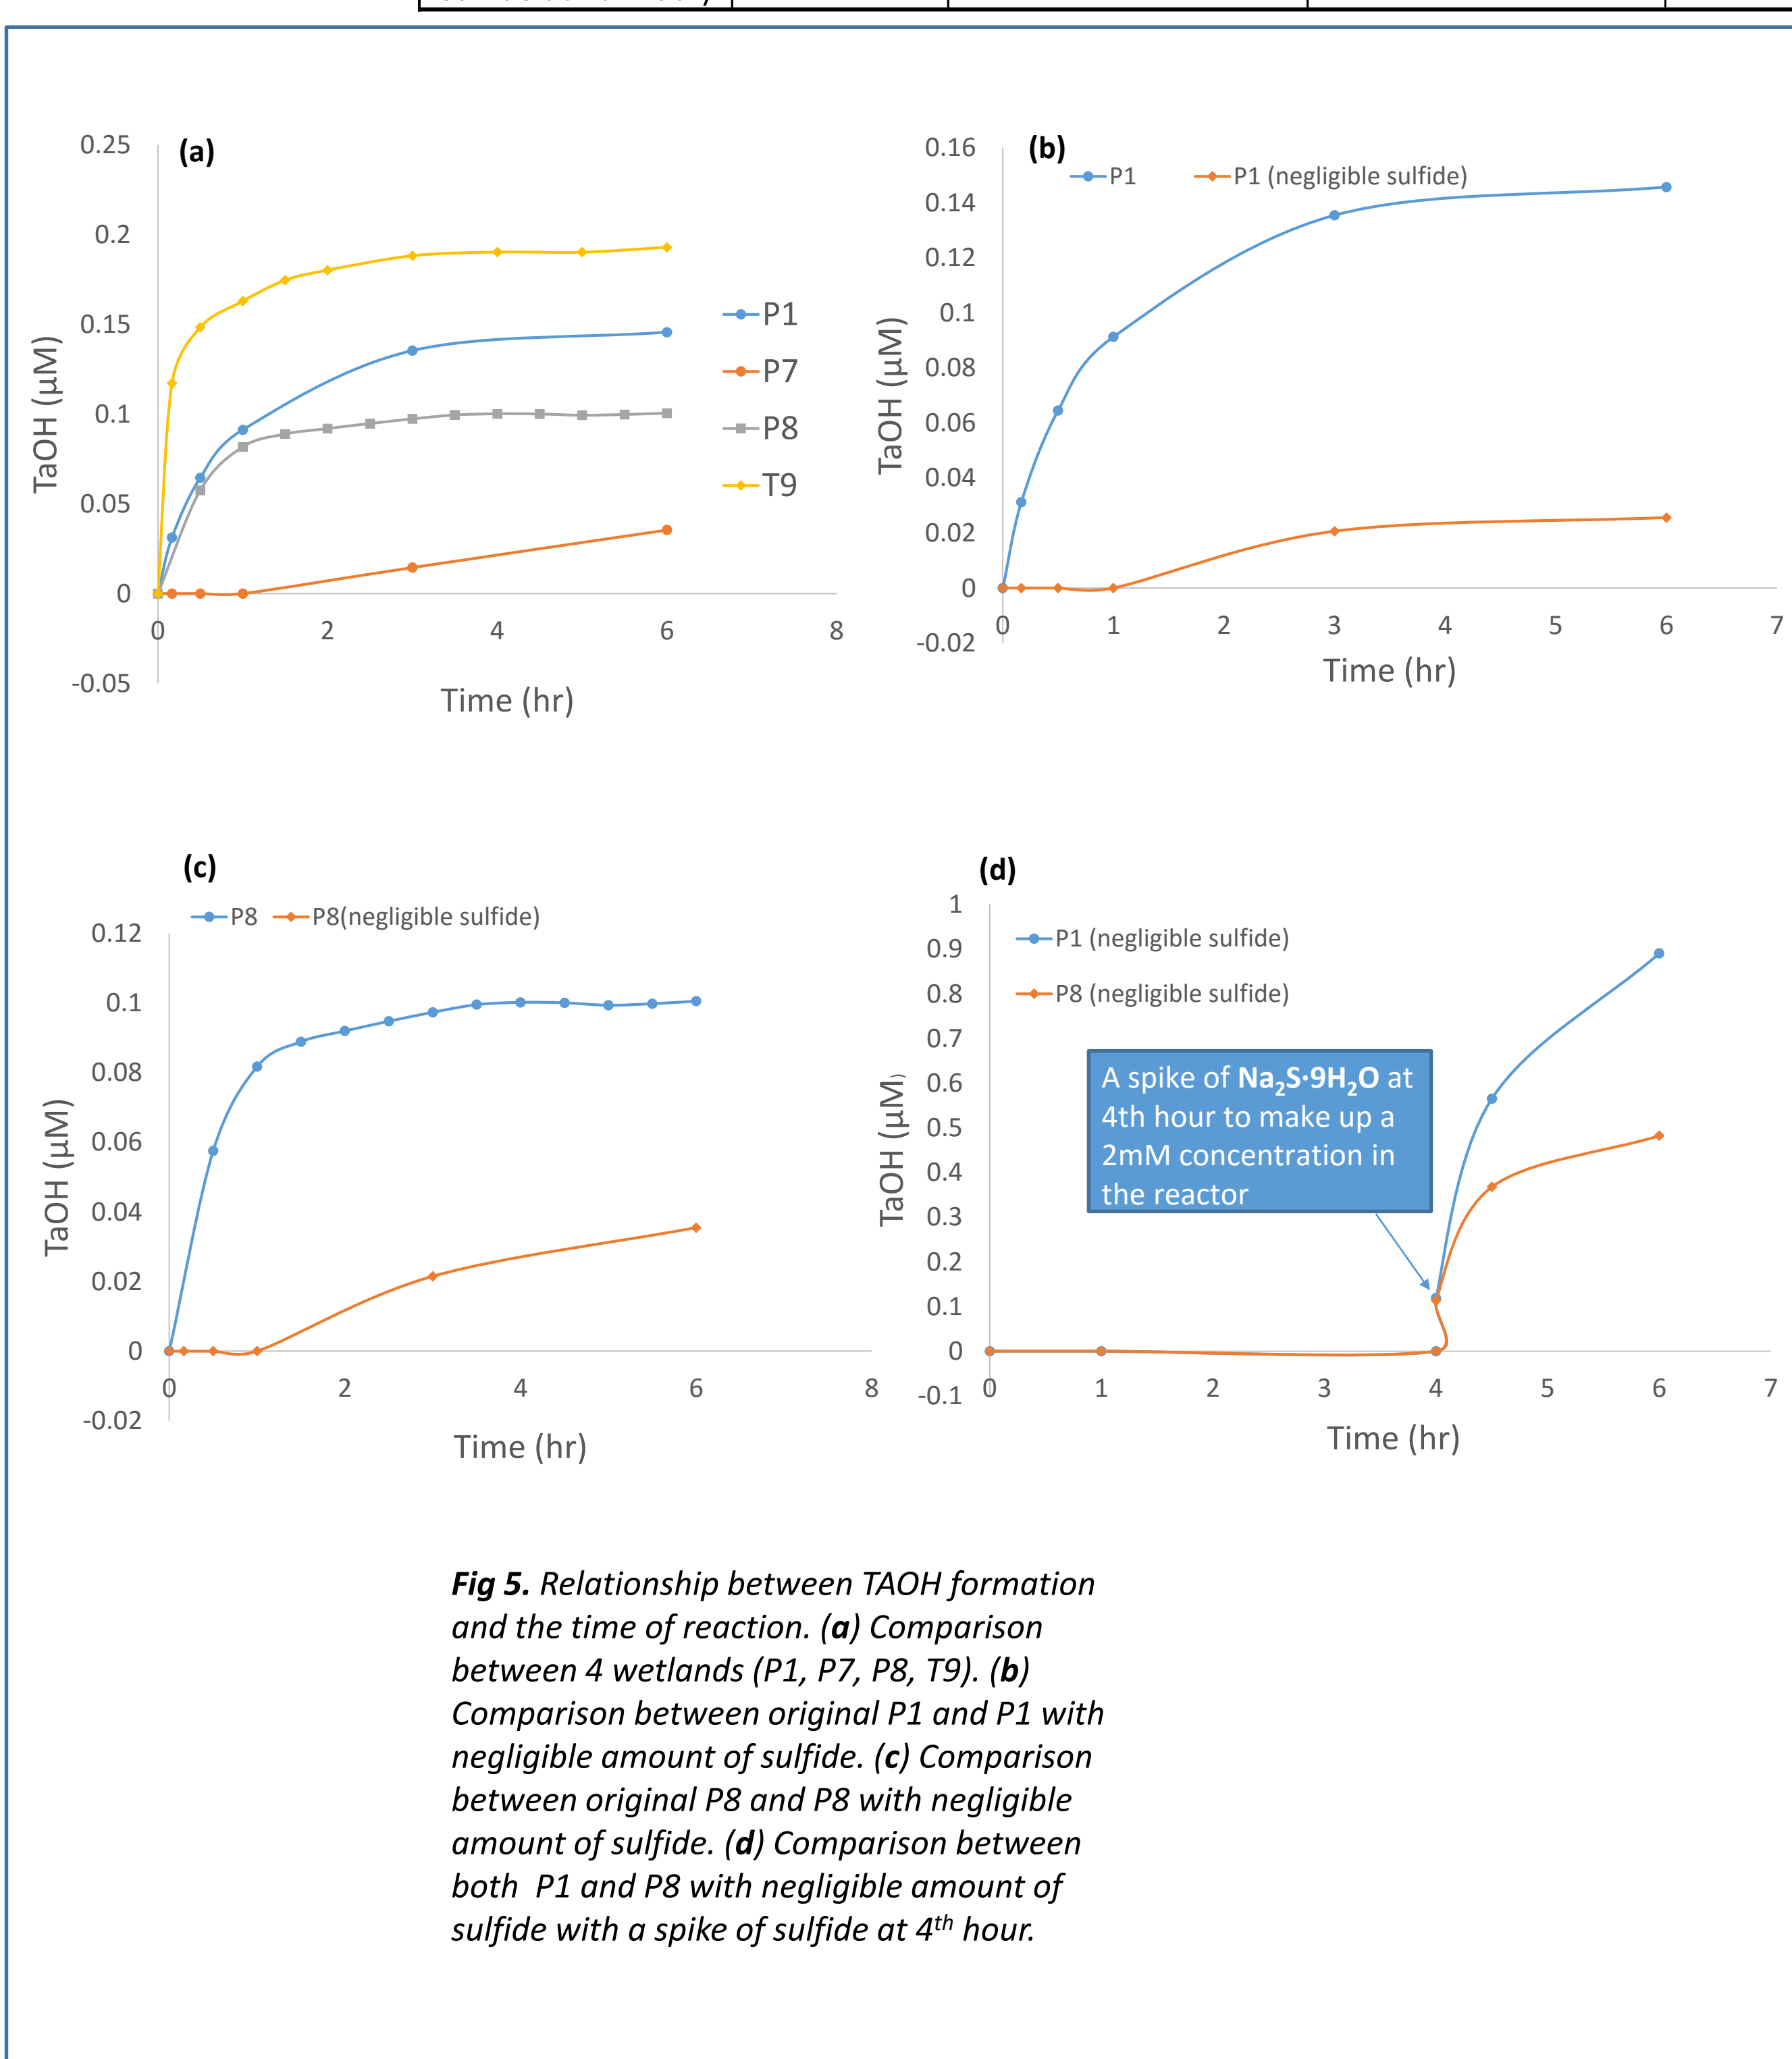 (a)
0.25
0.2
0.15
0.1
0.05
0
-0.05
0 2 4 6 8
TaOH (µM)
Time (hr)
P1
P7
P8
T9
(b)
P1 P1 (negligible sulfide)
0.16
0.14
0.12
0.1
0.08
0.06
0.04
0.02
0
-0.02
0 1 2 3 4 5 6 7
TaOH (µM)
Time (hr)
(c)
P8 P8(negligible sulfide)
0.12
0.1
0.08
0.06
0.04
0.02
0
-0.02
0 2 4 6 8
TaOH (µM)
Time (hr)
(d)
1
0.9
0.8
0.7
0.6
0.5
0.4
0.3
0.2
0.1
0
-0.1
0 1 2 3 4 5 6 7
TaOH (µM)
Time (hr)
P1 (negligible sulfide)
P8 (negligible sulfide)
A spike of Na₂S·9H₂O at
4th hour to make up a
2mM concentration in
the reactor
Fig 5. Relationship between TAOH formation
and the time of reaction. (a) Comparison
between 4 wetlands (P1, P7, P8, T9). (b)
Comparison between original P1 and P1 with
negligible amount of sulfide. (c) Comparison
between original P8 and P8 with negligible
amount of sulfide. (d) Comparison between
both P1 and P8 with negligible amount of
sulfide with a spike of sulfide at 4th hour.